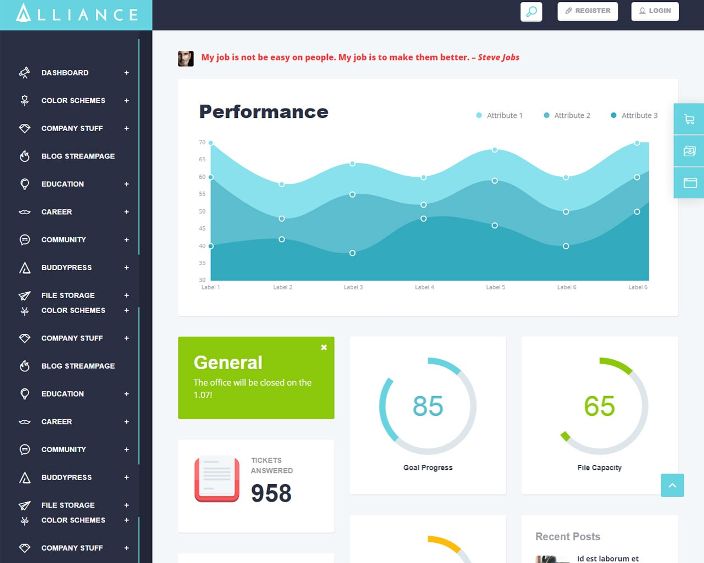 ALLIANCE
REGISTER
LOGIN
DASHBOARD +
COLOR SCHEMES +
COMPANY STUFF +
BLOG STREAMPAGE
EDUCATION +
CAREER +
COMMUNITY +
BUDDYPRESS +
FILE STORAGE +
COLOR SCHEMES +
COMPANY STUFF +
BLOG STREAMPAGE
EDUCATION +
CAREER +
COMMUNITY +
BUDDYPRESS +
FILE STORAGE +
COLOR SCHEMES +
COMPANY STUFF +
My job is not be easy on people. My job is to make them better. – Steve Jobs
Performance
Attribute 1
Attribute 2
Attribute 3
70
65
60
55
50
45
40
35
30
Label 1
Label 2
Label 3
Label 4
Label 5
Label 6
Label 6
General
The office will be closed on the
1.07!
TICKETS
ANSWERED
958
85
Goal Progress
65
File Capacity
Recent Posts
Id est laborum et